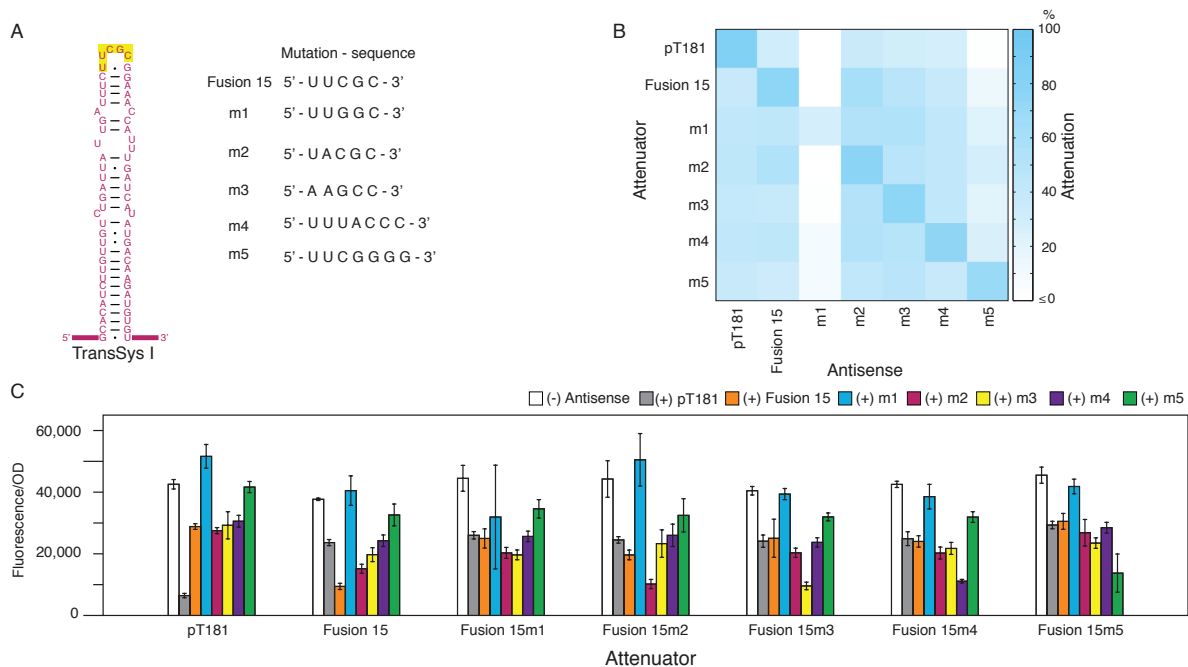 A
Mutation - sequence
Fusion 15 5' - U U C G C - 3'
m1 5' - U U G G C - 3'
m2 5' - U A C G C - 3'
m3 5' - A A G C C - 3'
m4 5' - U U U A C C C - 3'
m5 5' - U U C G G G G - 3'
5' 3'
TransSys I
B
%
pT181
Fusion 15
m1
m2
m3
m4
m5
Attenuator
pT181
Fusion 15
m1
m2
m3
m4
m5
Antisense
100
80
60
40
20
≤0
Attenuation
C
(-) Antisense (+) pT181 (+) Fusion 15 (+) m1 (+) m2 (+) m3 (+) m4 (+) m5
60,000
40,000
20,000
0
Fluorescence/OD
pT181 Fusion 15 Fusion 15m1 Fusion 15m2 Fusion 15m3 Fusion 15m4 Fusion 15m5
Attenuator